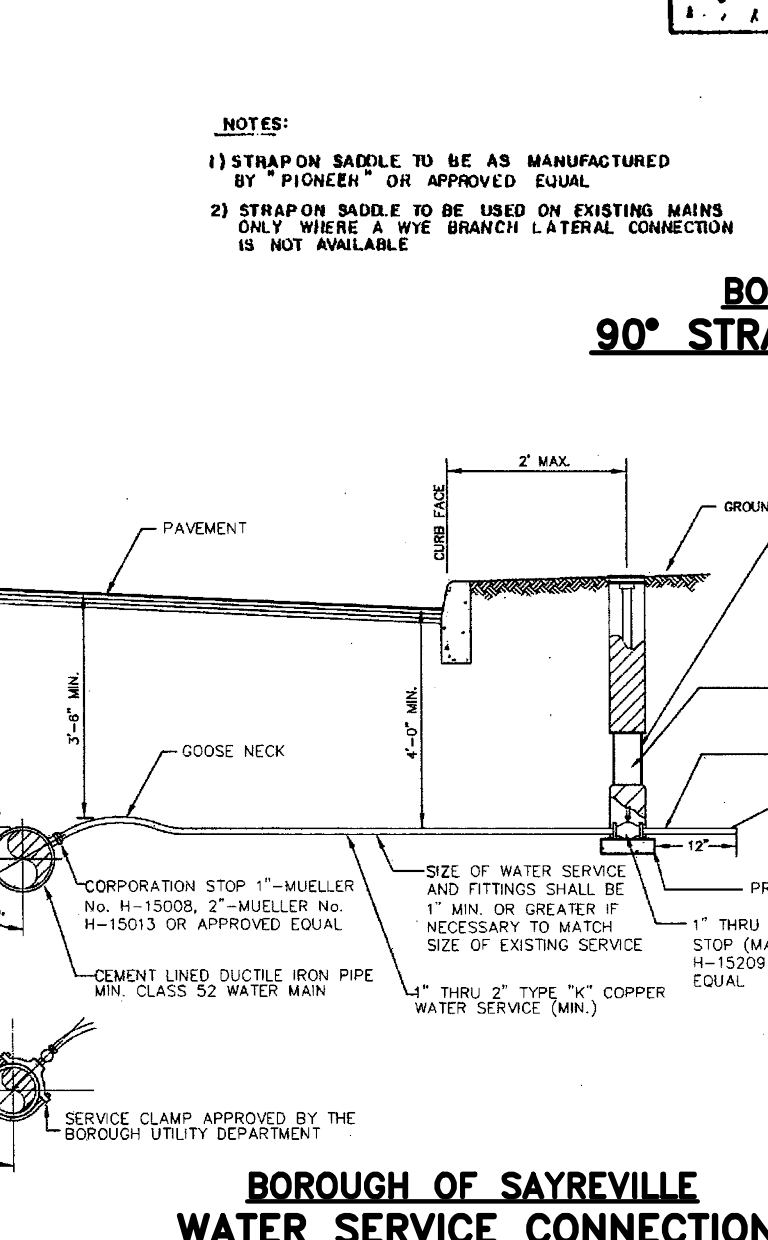 NOTES:
1) STRAP ON SADDLE TO BE AS MANUFACTURED
BY "PIONEER" OR APPROVED EQUAL
2) STRAP ON SADDLE TO BE USED ON EXISTING MAINS
ONLY WHERE A WYE BRANCH LATERAL CONNECTION
IS NOT AVAILABLE
BO
90° STRA
2' MAX.
CURB FACE
GROUN
PAVEMENT
3'-6" MIN.
4'-0" MIN.
GOOSE NECK
12"
CORPORATION STOP 1"-MUELLER
No. H-15008, 2"-MUELLER No.
H-15013 OR APPROVED EQUAL
SIZE OF WATER SERVICE
AND FITTINGS SHALL BE
1" MIN. OR GREATER IF
NECESSARY TO MATCH
SIZE OF EXISTING SERVICE
PR
1" THRU
STOP (MA
H-15209
EQUAL
CEMENT LINED DUCTILE IRON PIPE
MIN. CLASS 52 WATER MAIN
1" THRU 2" TYPE "K" COPPER
WATER SERVICE (MIN.)
SERVICE CLAMP APPROVED BY THE
BOROUGH UTILITY DEPARTMENT
BOROUGH OF SAYREVILLE
WATER SERVICE CONNECTION